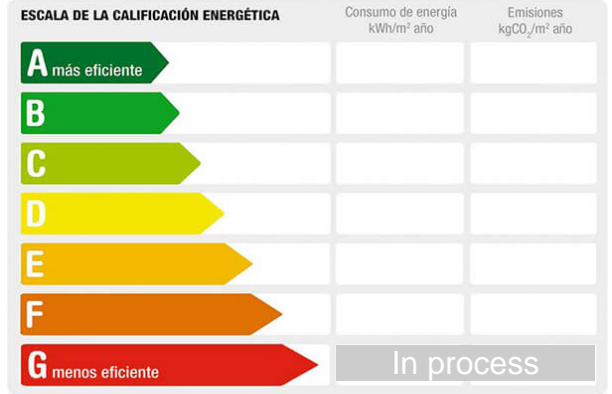 ESCALA DE LA CALIFICACIÓN ENERGÉTICA
Consumo de energía
kWh/m² año
Emisiones
kgCO₂/m² año
A más eficiente
B
C
D
E
F
G menos eficiente
In process